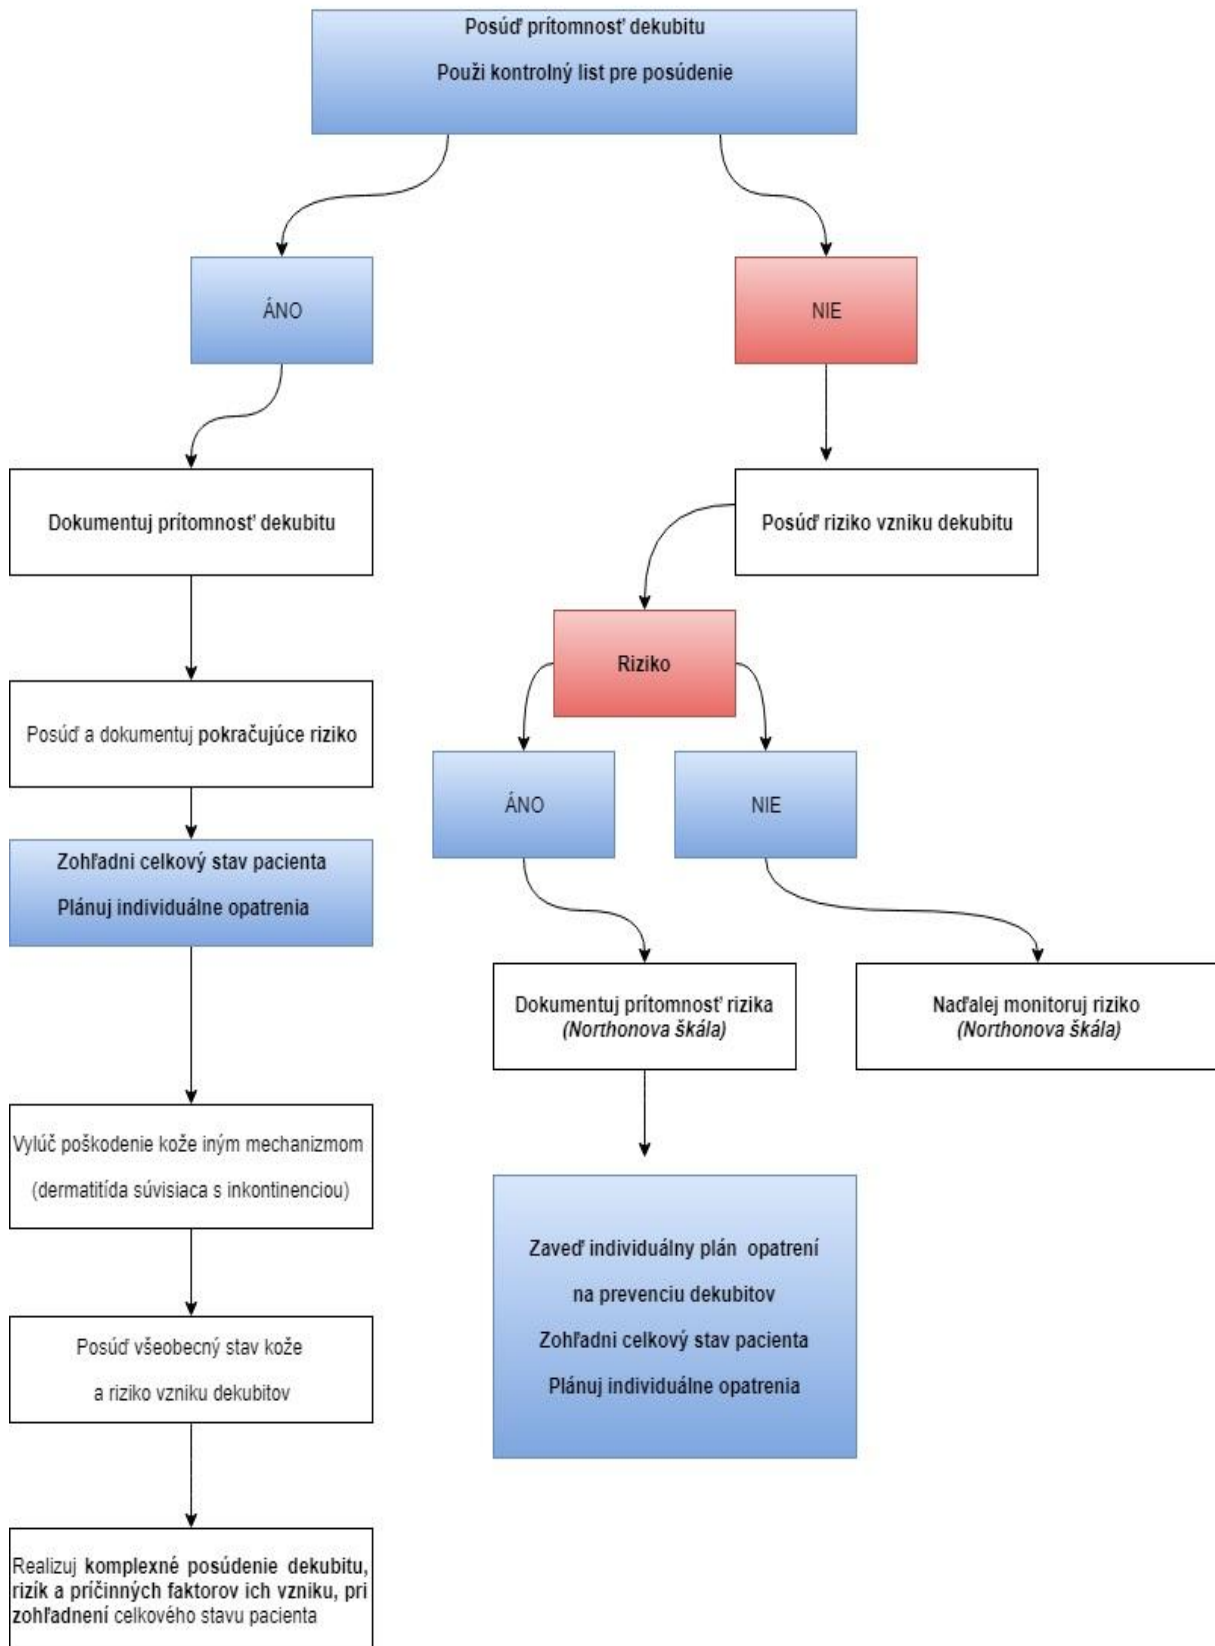 Posúď prítomnosť dekubitu
Použi kontrolný list pre posúdenie
ÁNO
NIE
Dokumentuj prítomnosť dekubitu
Posúď riziko vzniku dekubitu
Riziko
Posúď a dokumentuj pokračujúce riziko
ÁNO
NIE
Zohľadni celkový stav pacienta
Plánuj individuálne opatrenia
Dokumentuj prítomnosť rizika
(Northonova škála)
Naďalej monitoruj riziko
(Northonova škála)
Vylúč poškodenie kože iným mechanizmom
(dermatitída súvisiaca s inkontinenciou)
Zaveď individuálny plán opatrení
na prevenciu dekubitov
Zohľadni celkový stav pacienta
Plánuj individuálne opatrenia
Posúď všeobecný stav kože
a riziko vzniku dekubitov
Realizuj komplexné posúdenie dekubitu,
rizík a príčinných faktorov ich vzniku, pri
zohľadnení celkového stavu pacienta